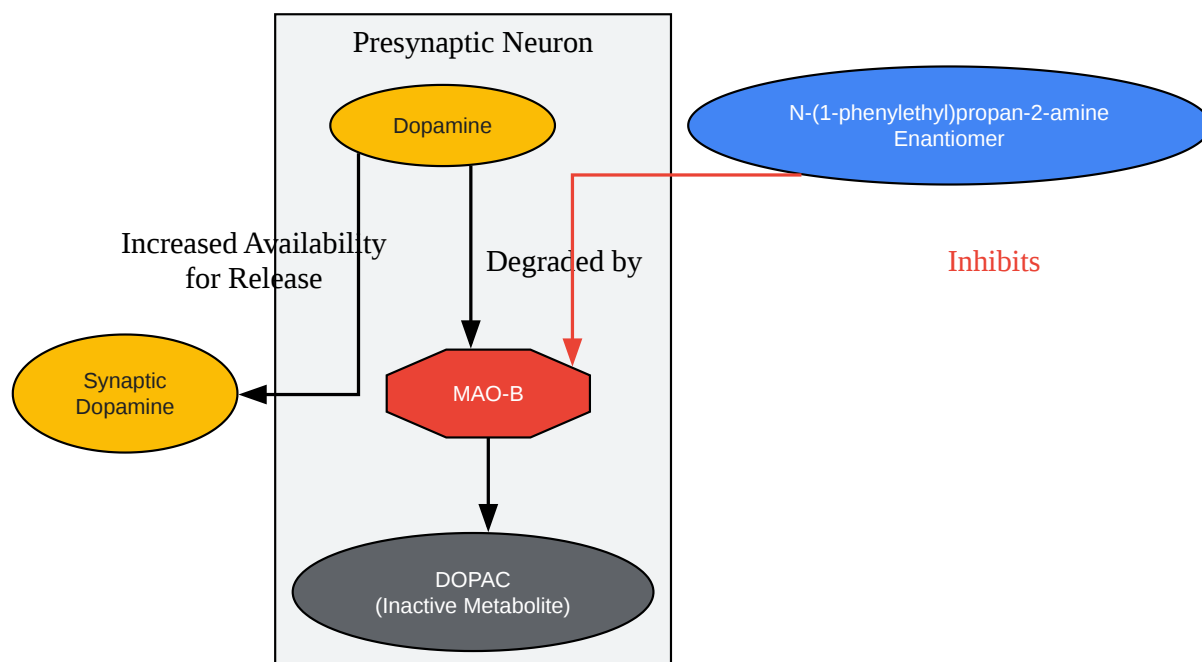 Presynaptic Neuron
Dopamine
N-(1-phenylethyl)propan-2-amine
Enantiomer
Increased Availability
for Release
Degraded by
Inhibits
Synaptic
Dopamine
MAO-B
DOPAC
(Inactive Metabolite)